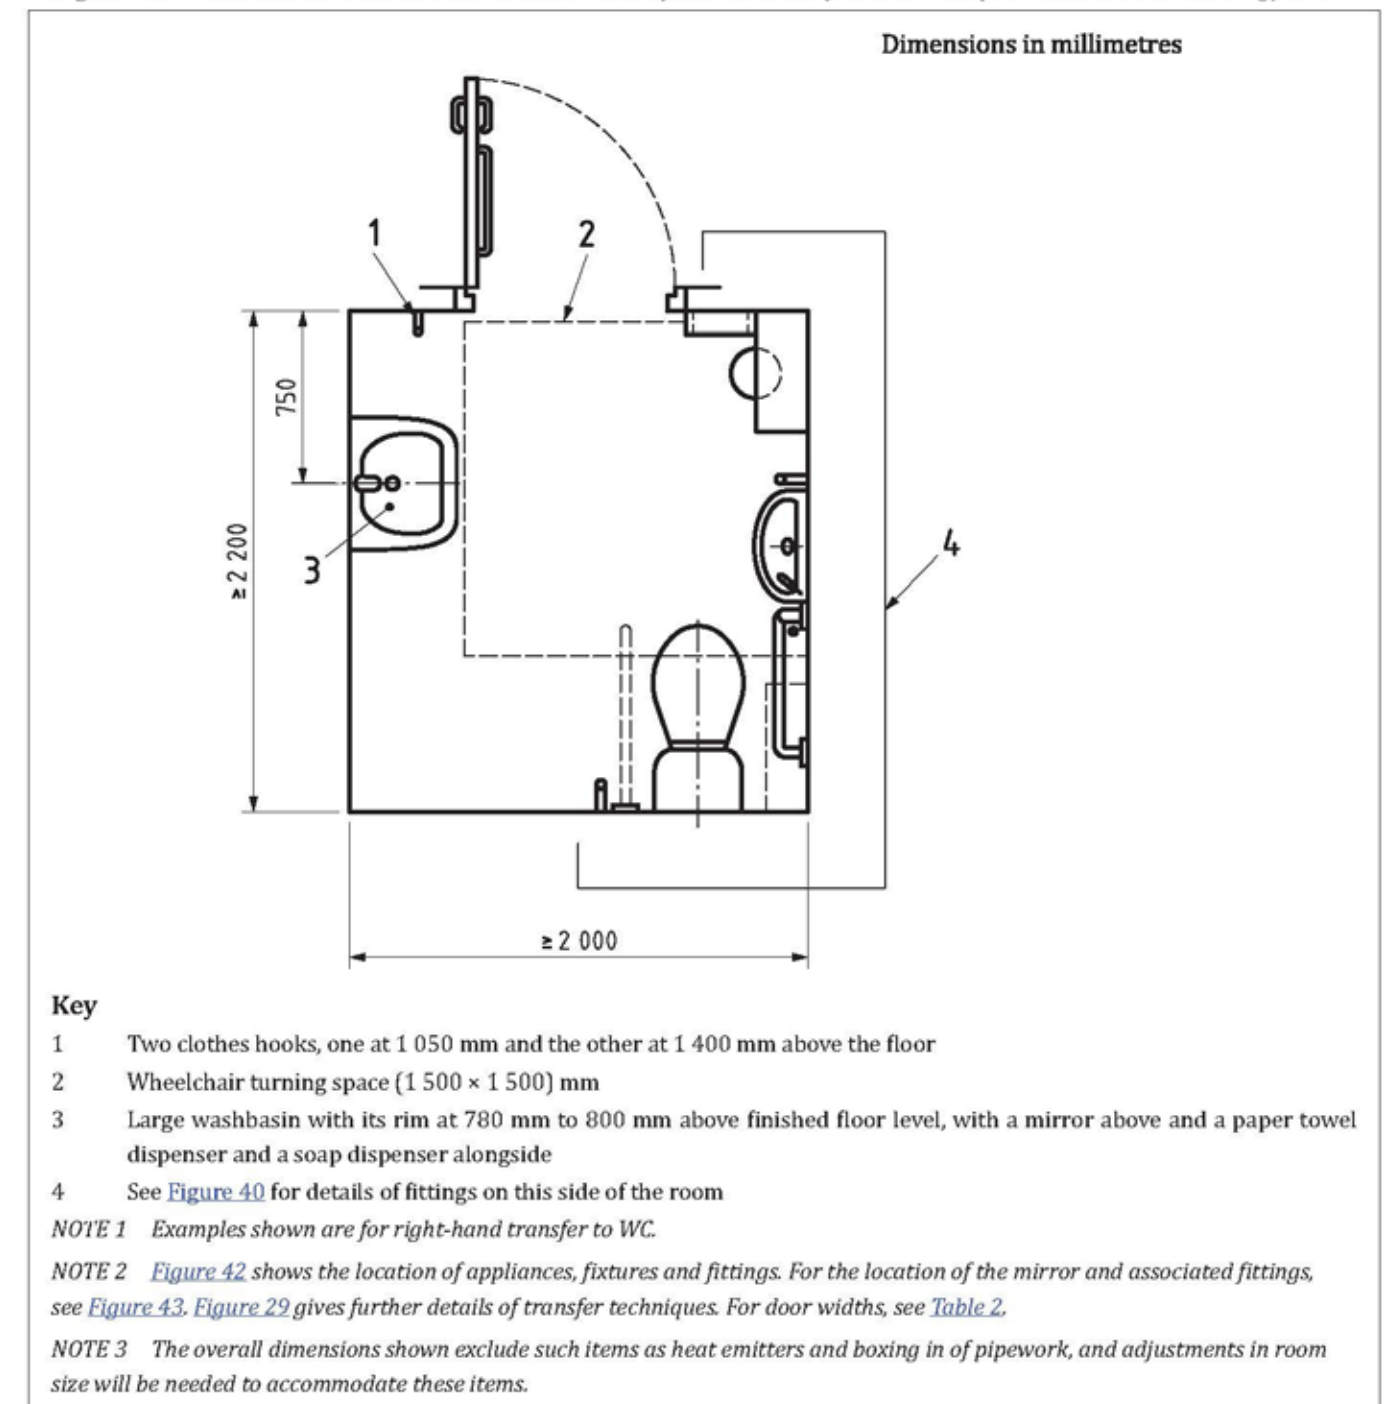 Dimensions in millimetres
1
2
750
≥2 200
3
4
≥2 000
Key
1 Two clothes hooks, one at 1 050 mm and the other at 1 400 mm above the floor
2 Wheelchair turning space (1 500 × 1 500) mm
3 Large washbasin with its rim at 780 mm to 800 mm above finished floor level, with a mirror above and a paper towel
dispenser and a soap dispenser alongside
4 See Figure 40 for details of fittings on this side of the room
NOTE 1 Examples shown are for right-hand transfer to WC.
NOTE 2 Figure 42 shows the location of appliances, fixtures and fittings. For the location of the mirror and associated fittings,
see Figure 43. Figure 29 gives further details of transfer techniques. For door widths, see Table 2.
NOTE 3 The overall dimensions shown exclude such items as heat emitters and boxing in of pipework, and adjustments in room
size will be needed to accommodate these items.